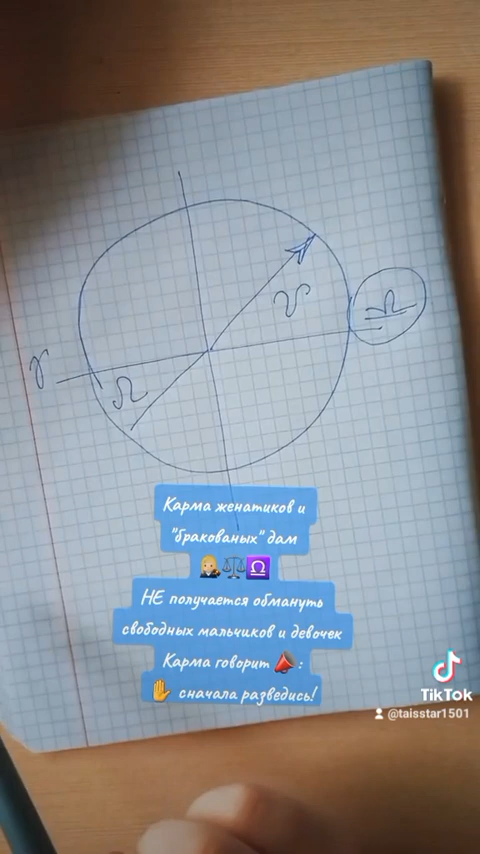 ♈
☊
☋
♎
Карма женатиков и
"бракованых" дам
👩🏼‍⚖️⚖️♎
НЕ получается обмануть
свободных мальчиков и девочек
Карма говорит 📣:
✋ сначала разведись!
TikTok
@taisstar1501